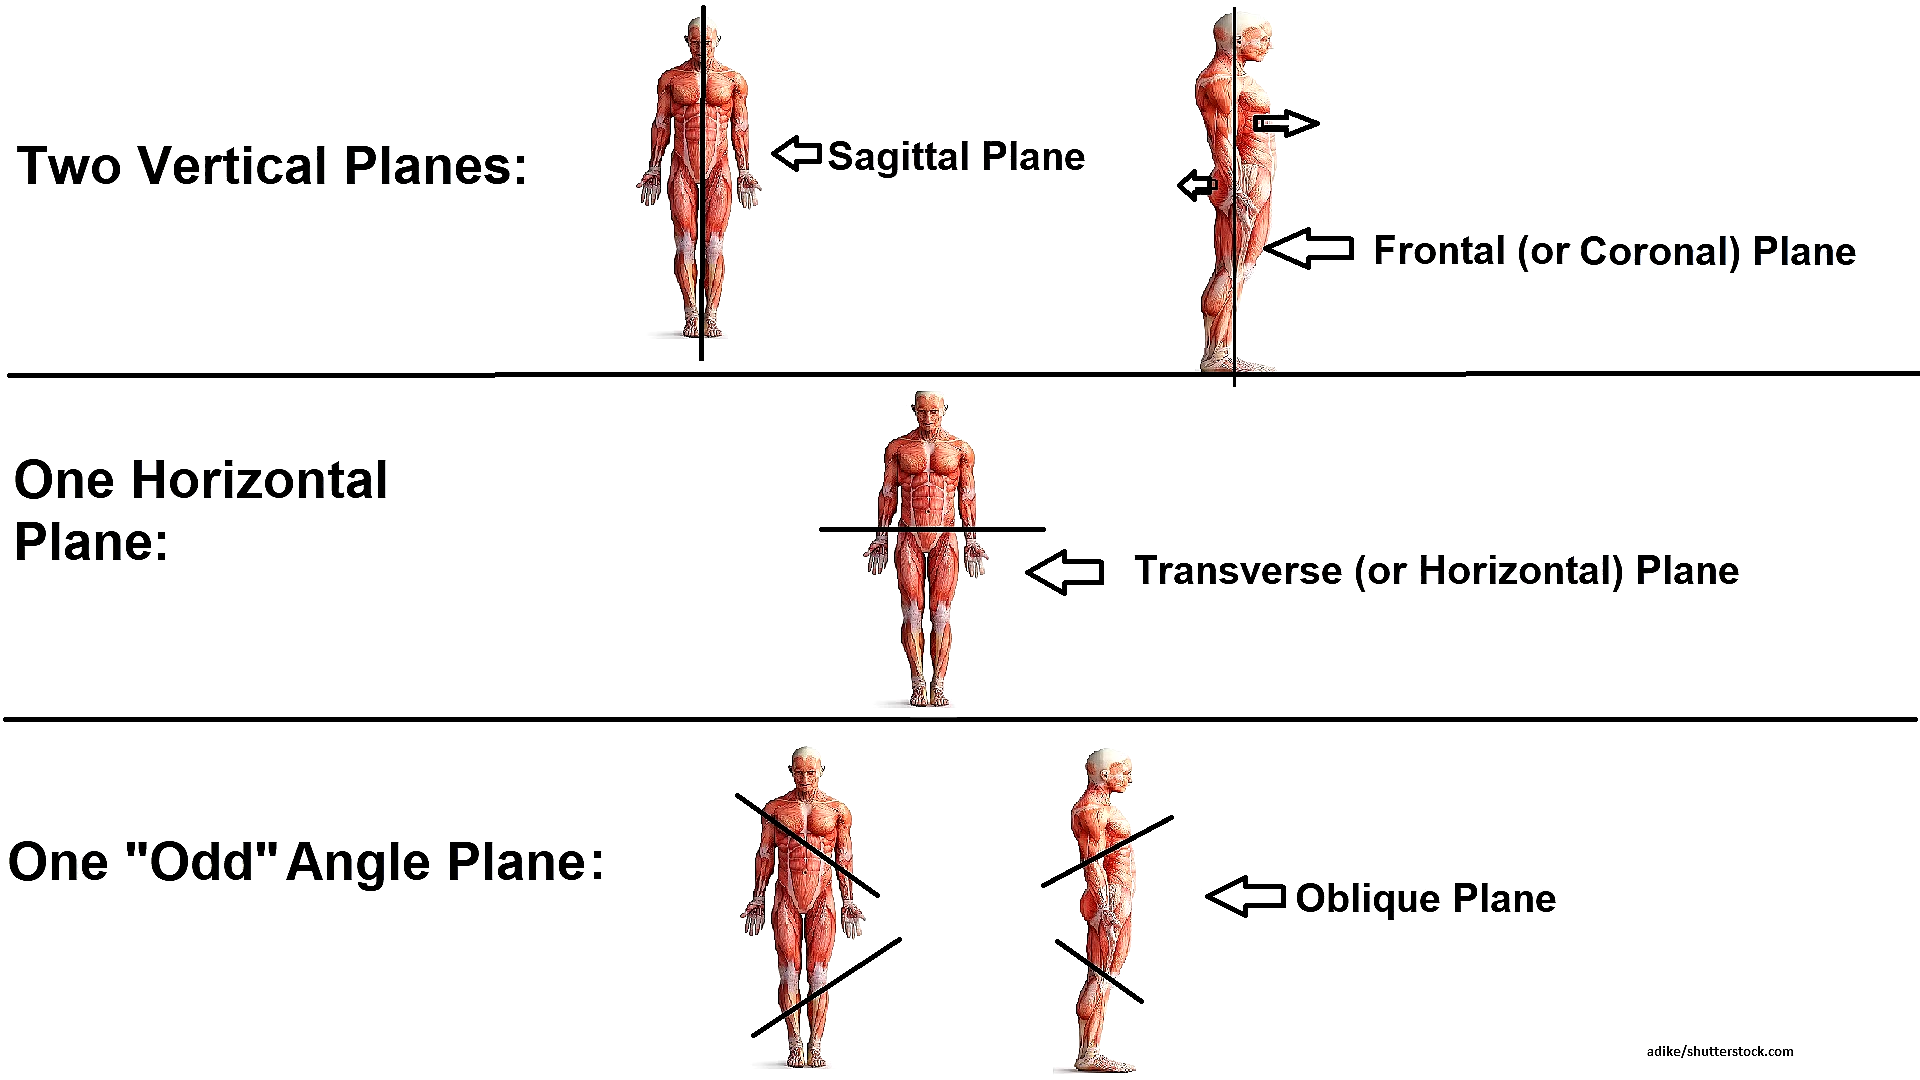 Two Vertical Planes:
Sagittal Plane
Frontal (or Coronal) Plane
One Horizontal
Plane:
Transverse (or Horizontal) Plane
One "Odd" Angle Plane:
Oblique Plane
adike/shutterstock.com